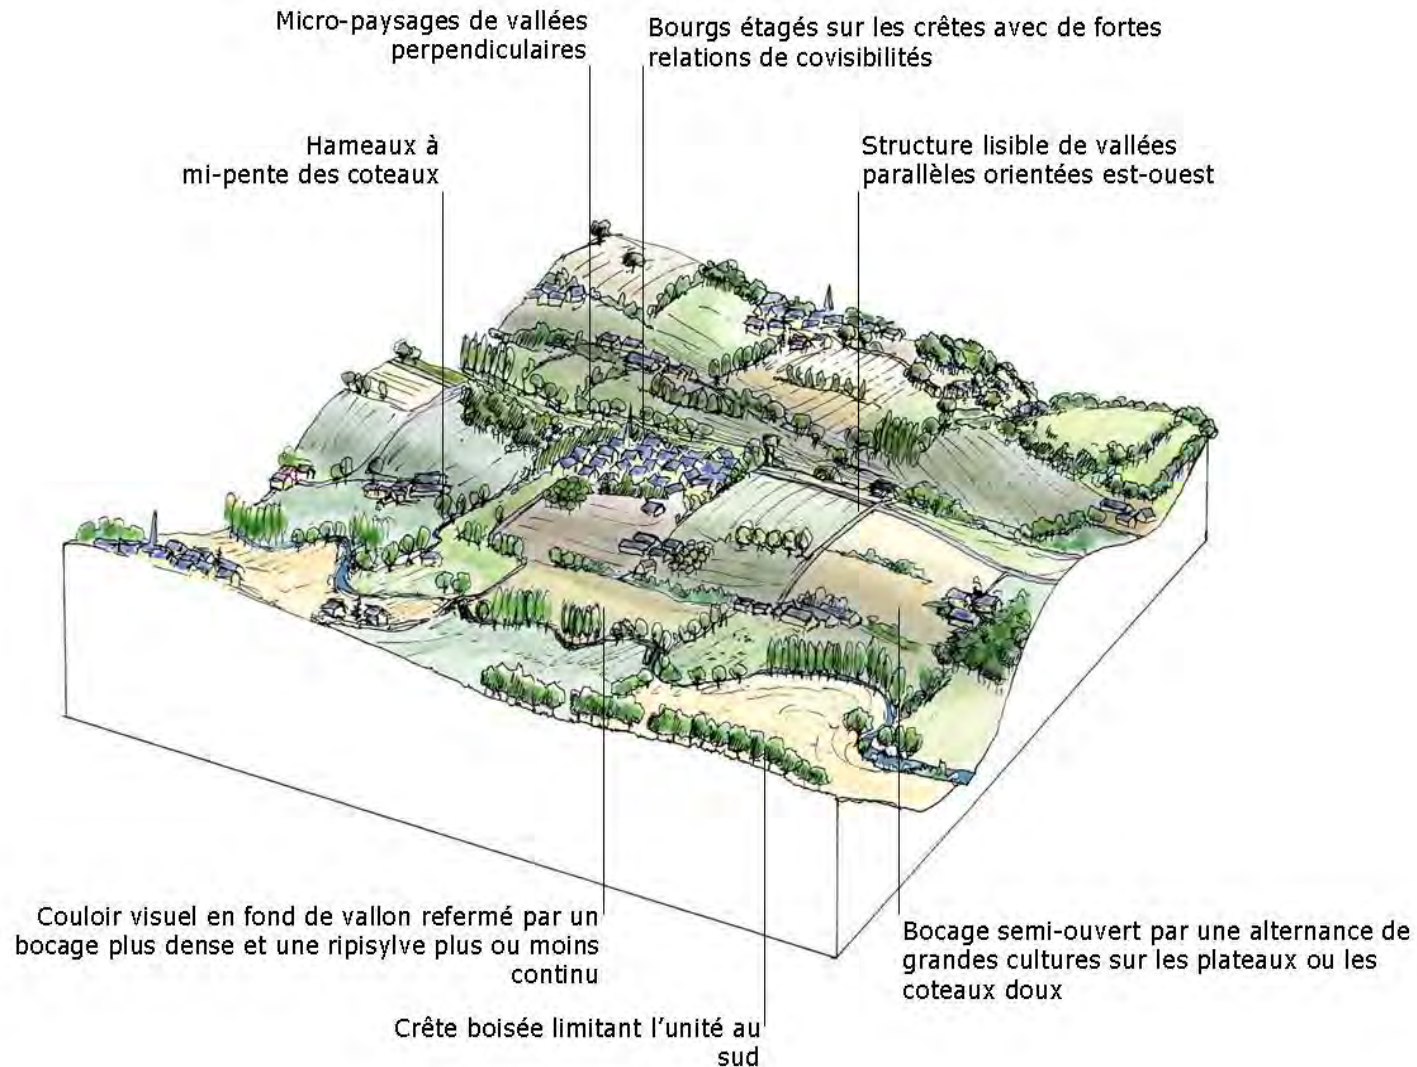 Micro-paysages de vallées
perpendiculaires
Bourgs étagés sur les crêtes avec de fortes
relations de covisibilités
Hameaux à
mi-pente des coteaux
Structure lisible de vallées
parallèles orientées est-ouest
Couloir visuel en fond de vallon refermé par un
bocage plus dense et une ripisylve plus ou moins
continu
Bocage semi-ouvert par une alternance de
grandes cultures sur les plateaux ou les
coteaux doux
Crête boisée limitant l'unité au
sud